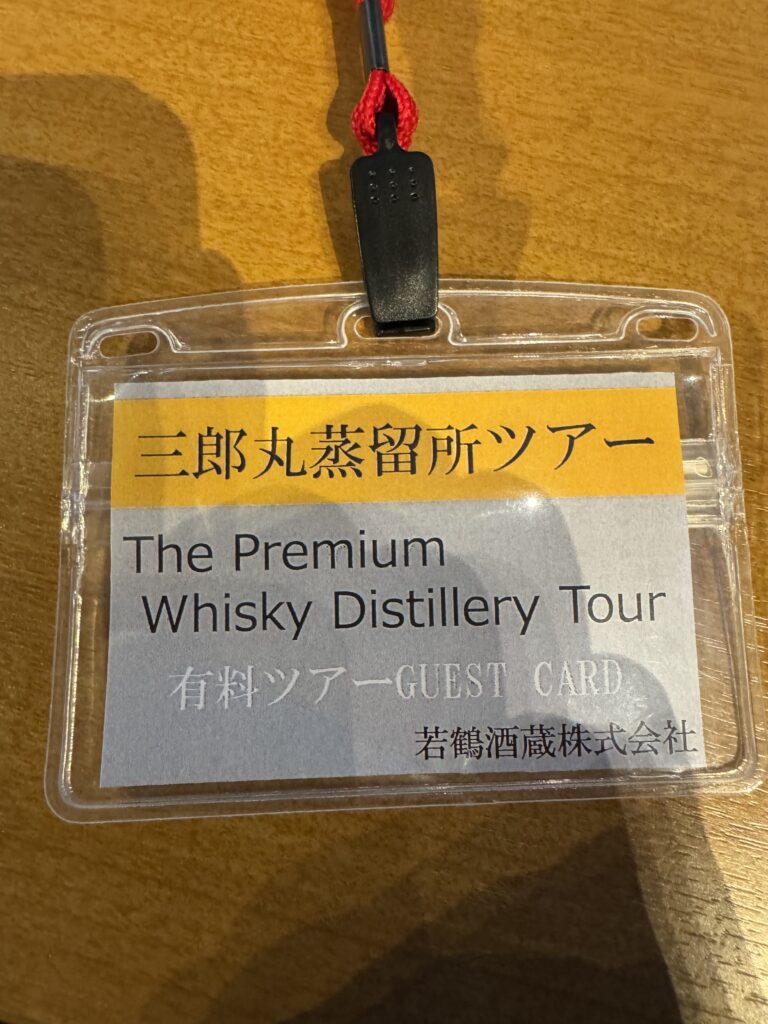 三郎丸蒸留所ツアー
The Premium
Whisky Distillery Tour
有料ツアーGUEST CARD
若鶴酒蔵株式会社